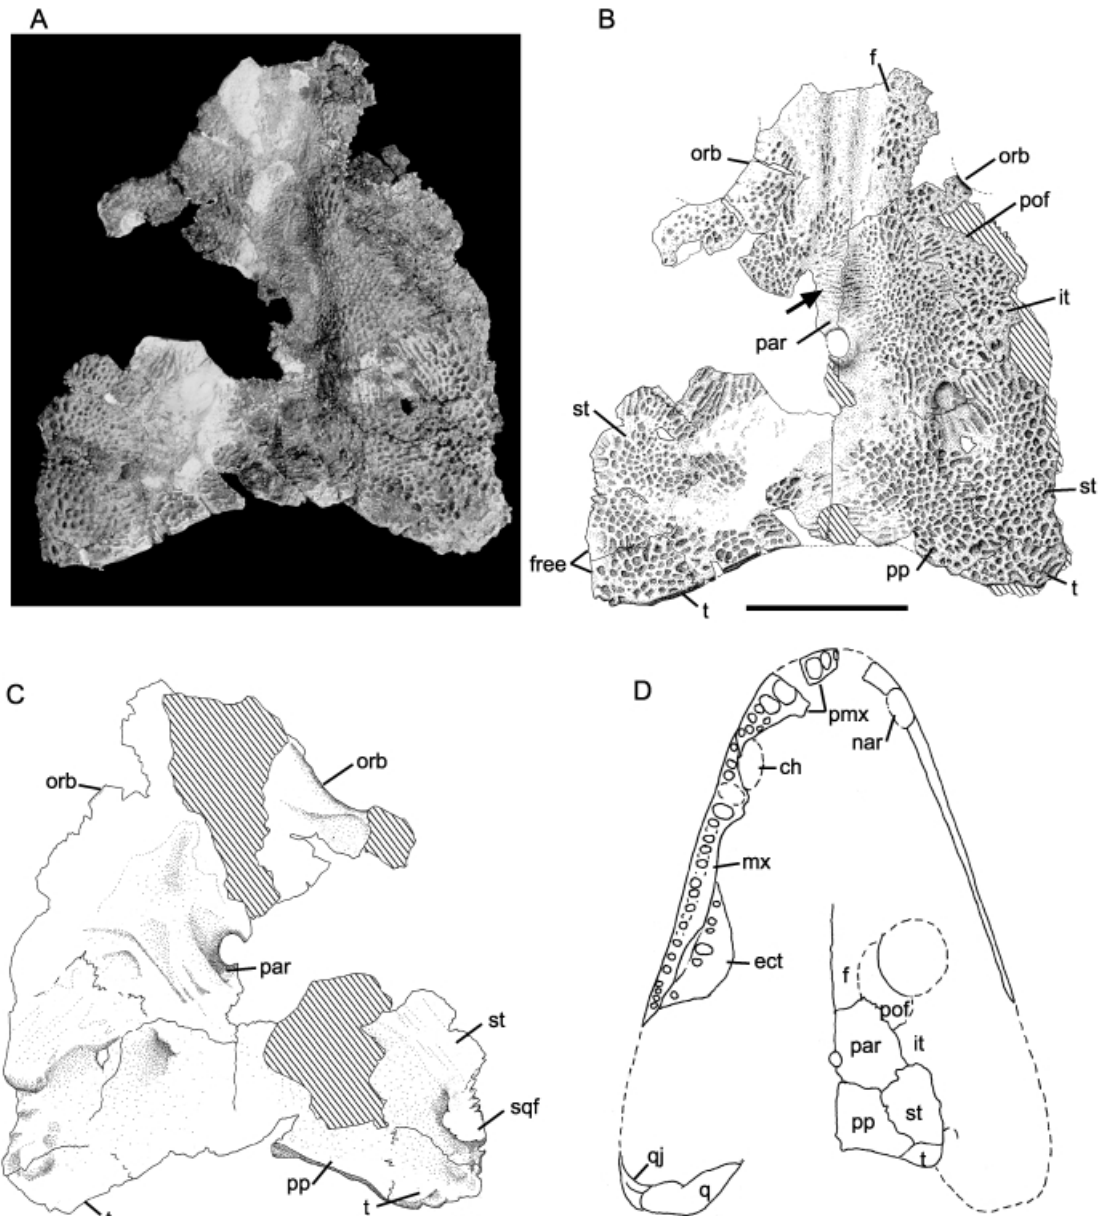 A
B
f
orb
orb
pof
it
par
st
st
free
pp
t
t
C
D
orb
orb
par
st
sqf
pp
t
pmx
nar
ch
mx
ect
f
pof
par
it
pp
st
t
qj
q